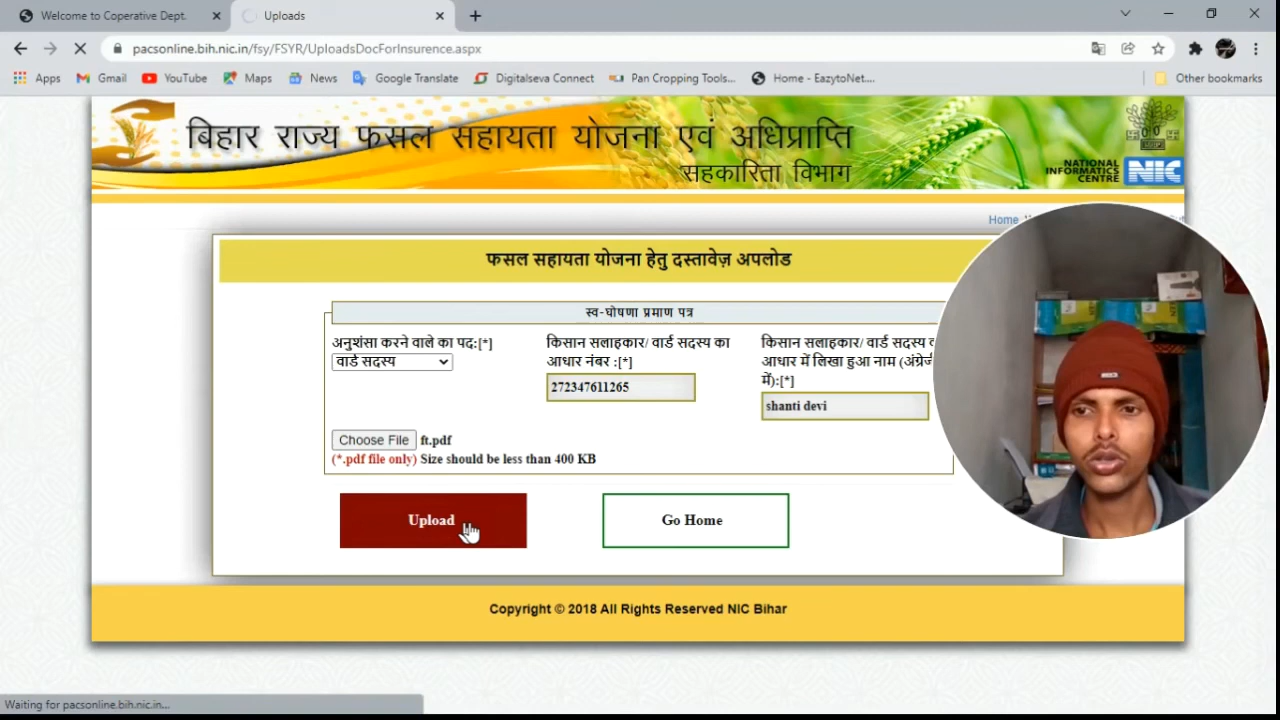 Welcome to Coperative Dept.
Uploads
pacsonline.bih.nic.in/fsy/FSYR/UploadsDocForInsurence.aspx
Apps
Gmail
YouTube
Maps
News
Google Translate
Digitalseva Connect
Pan Cropping Tools...
Home - EazytoNet....
Other bookmarks
बिहार राज्य फसल सहायता योजना एवं अधिप्राप्ति
सहकारिता विभाग
NATIONAL
INFORMATICS
CENTRE
NIC
Home
फसल सहायता योजना हेतु दस्तावेज़ अपलोड
स्व-घोषणा प्रमाण पत्र
अनुशंसा करने वाले का पद:[*]
वार्ड सदस्य
किसान सलाहकार/ वार्ड सदस्य का
आधार नंबर :[*]
272347611265
किसान सलाहकार/ वार्ड सदस्य
आधार में लिखा हुआ नाम
में):[*]
shanti devi
Choose File ft.pdf
(*.pdf file only) Size should be less than 400 KB
Upload
Go Home
Copyright © 2018 All Rights Reserved NIC Bihar
Waiting for pacsonline.bih.nic.in...